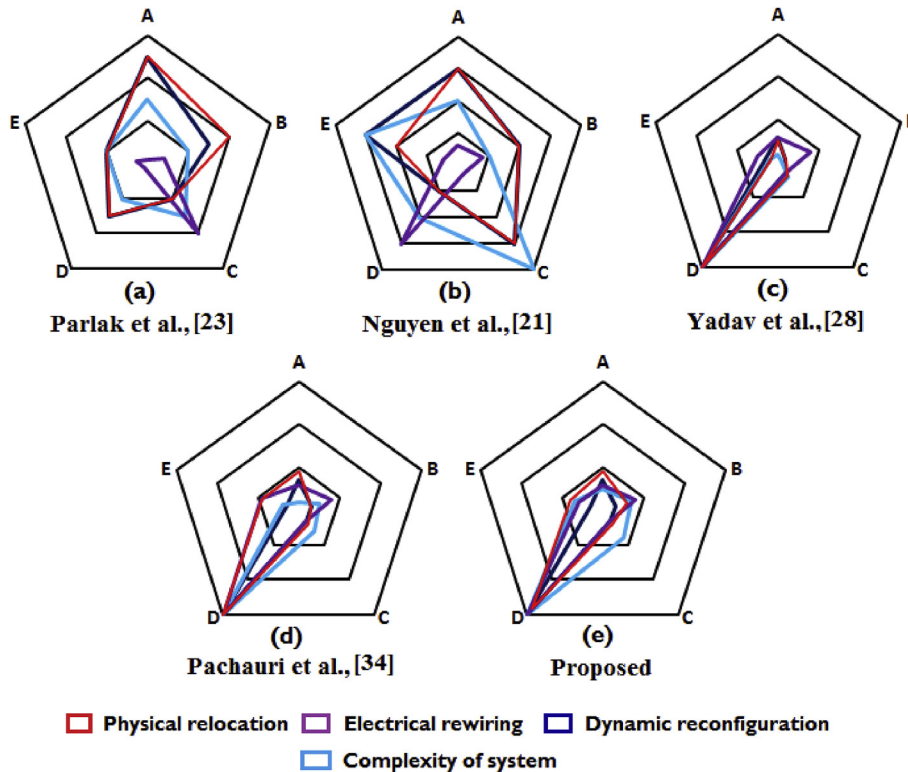 A
B
C
D
E
(a)
Parlak et al.,[23]
A
B
C
D
E
(b)
Nguyen et al.,[21]
A
B
C
D
E
(c)
Yadav et al.,[28]
A
B
C
D
E
(d)
Pachauri et al.,[34]
A
B
C
D
E
(e)
Proposed
Physical relocation
Electrical rewiring
Dynamic reconfiguration
Complexity of system